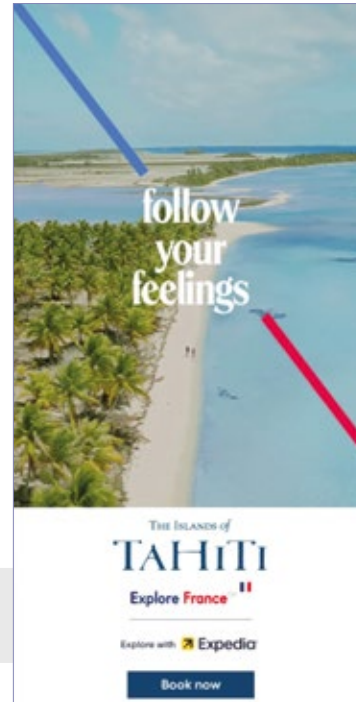 follow
your
feelings
THE ISLANDS of
TAHITI
Explore France
Explore with Expedia
Book now